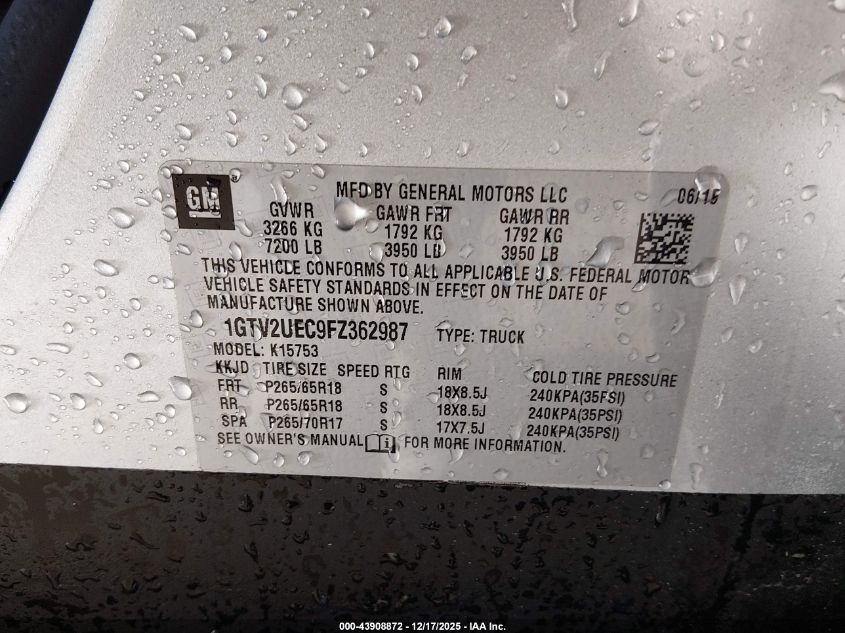 GM
MFD BY GENERAL MOTORS LLC 06/15
GVWR GAWR FRT GAWR RR
3266 KG 1792 KG 1792 KG
7200 LB 3950 LB 3950 LB
THIS VEHICLE CONFORMS TO ALL APPLICABLE U.S. FEDERAL MOTOR
VEHICLE SAFETY STANDARDS IN EFFECT ON THE DATE OF
MANUFACTURE SHOWN ABOVE.
1GTV2UEC9FZ362987 TYPE: TRUCK
MODEL: K15753
KKJD TIRE SIZE SPEED RTG RIM COLD TIRE PRESSURE
FRT P265/65R18 S 18X8.5J 240KPA(35PSI)
RR P265/65R18 S 18X8.5J 240KPA(35PSI)
SPA P265/70R17 S 17X7.5J 240KPA(35PSI)
SEE OWNER'S MANUAL FOR MORE INFORMATION.
000-43908872 - 12/17/2025 - IAA Inc.